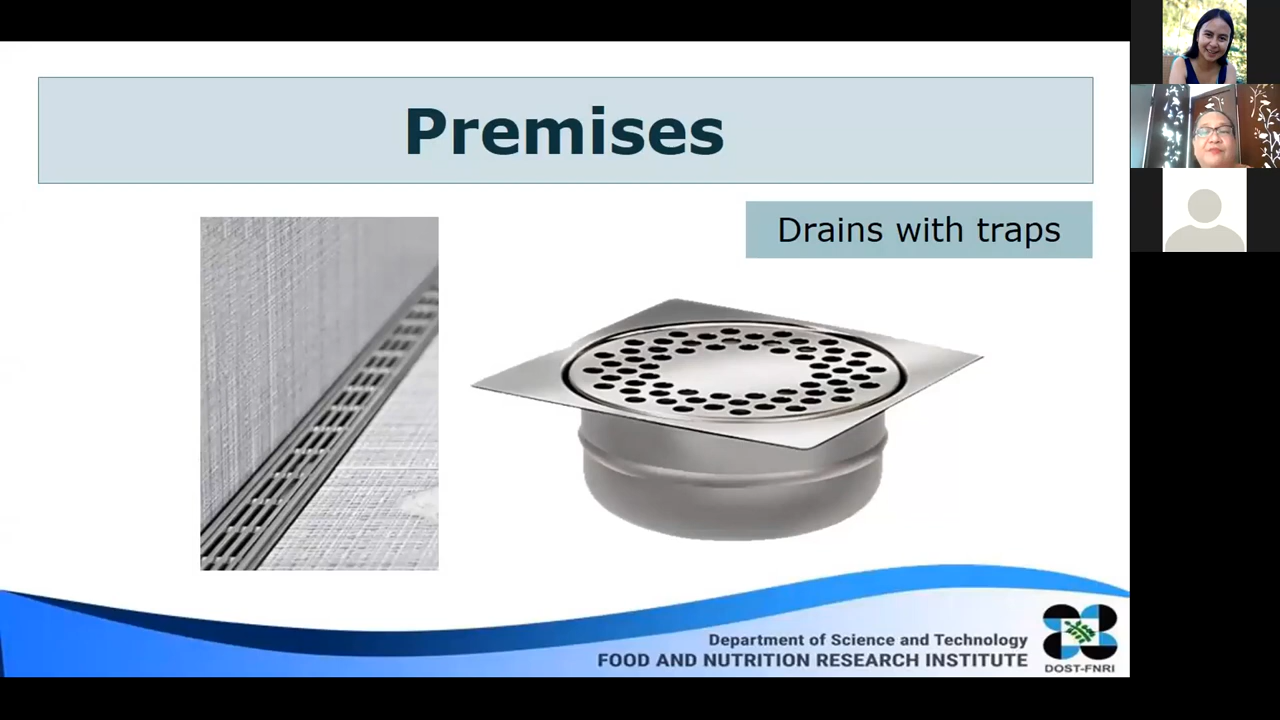 Premises
Drains with traps
Department of Science and Technology
FOOD AND NUTRITION RESEARCH INSTITUTE
DOST-FNRI